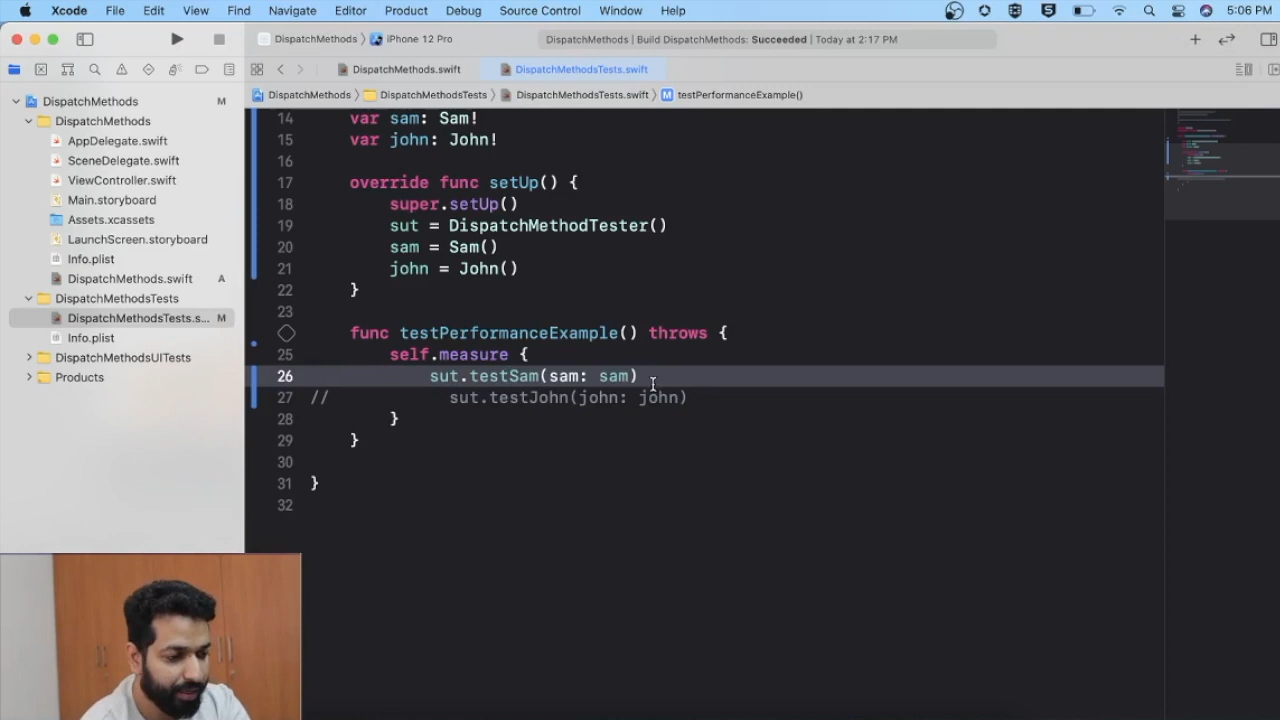 Xcode File Edit View Find Navigate Editor Product Debug Source Control Window Help 5:06 PM
DispatchMethods iPhone 12 Pro DispatchMethods | Build DispatchMethods: Succeeded | Today at 2:17 PM
DispatchMethods.swift DispatchMethodsTests.swift
DispatchMethods DispatchMethodsTests DispatchMethodsTests.swift M testPerformanceExample()
DispatchMethods M
DispatchMethods
AppDelegate.swift
SceneDelegate.swift
ViewController.swift
Main.storyboard
Assets.xcassets
LaunchScreen.storyboard
Info.plist
DispatchMethods.swift A
DispatchMethodsTests
DispatchMethodsTests.s... M
Info.plist
DispatchMethodsUITests
Products
14 var sam: Sam!
15 var john: John!
16
17 override func setUp() {
18 super.setUp()
19 sut = DispatchMethodTester()
20 sam = Sam()
21 john = John()
22 }
23
func testPerformanceExample() throws {
25 self.measure {
26 sut.testSam(sam: sam)
27 // sut.testJohn(john: john)
28 }
29 }
30
31 }
32